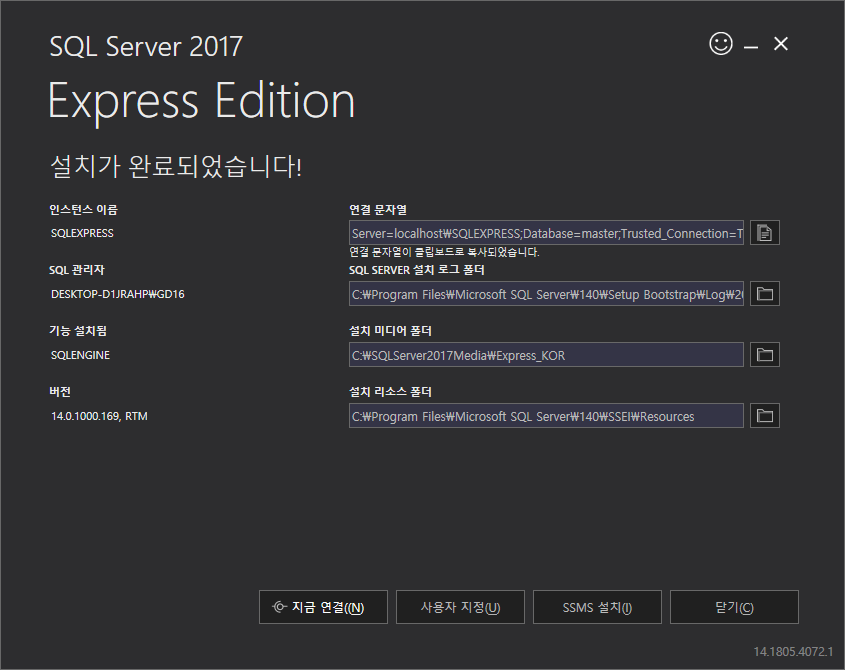 SQL Server 2017
Express Edition
설치가 완료되었습니다!
인스턴스 이름
SQLEXPRESS
연결 문자열
Server=localhost₩SQLEXPRESS;Database=master;Trusted_Connection=T
연결 문자열이 클립보드로 복사되었습니다.
SQL 관리자
DESKTOP-D1JRAHP₩GD16
SQL SERVER 설치 로그 폴더
C:₩Program Files₩Microsoft SQL Server₩140₩Setup Bootstrap₩Log₩20
기능 설치됨
SQLENGINE
설치 미디어 폴더
C:₩SQLServer2017Media₩Express_KOR
버전
14.0.1000.169, RTM
설치 리소스 폴더
C:₩Program Files₩Microsoft SQL Server₩140₩SSEI₩Resources
지금 연결((N)
사용자 지정(U)
SSMS 설치(I)
닫기(C)
14.1805.4072.1